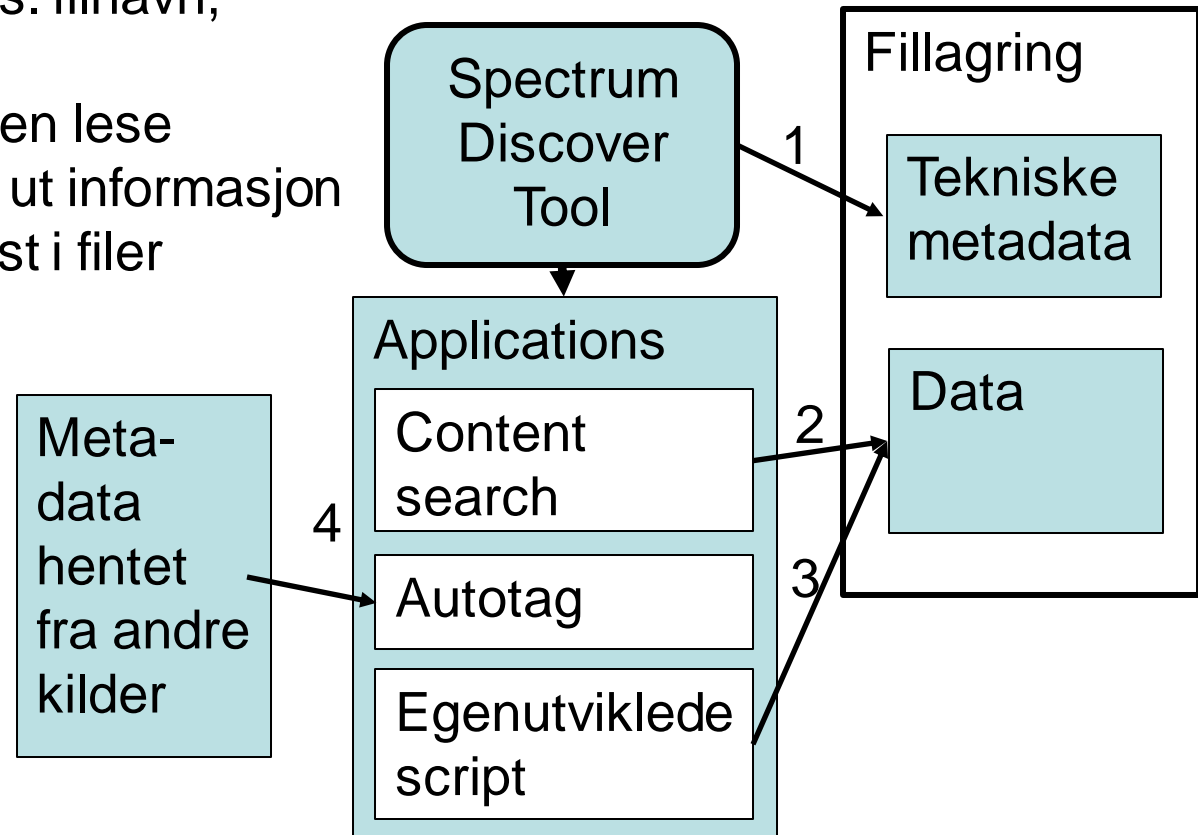 s. filnavn,
en lese
ut informasjon
st i filer
Spectrum
Discover
Tool
1
Fillagring
Tekniske
metadata
Data
Applications
Content
search
2
Autotag
3
Egenutviklede
script
4
Meta-
data
hentet
fra andre
kilder